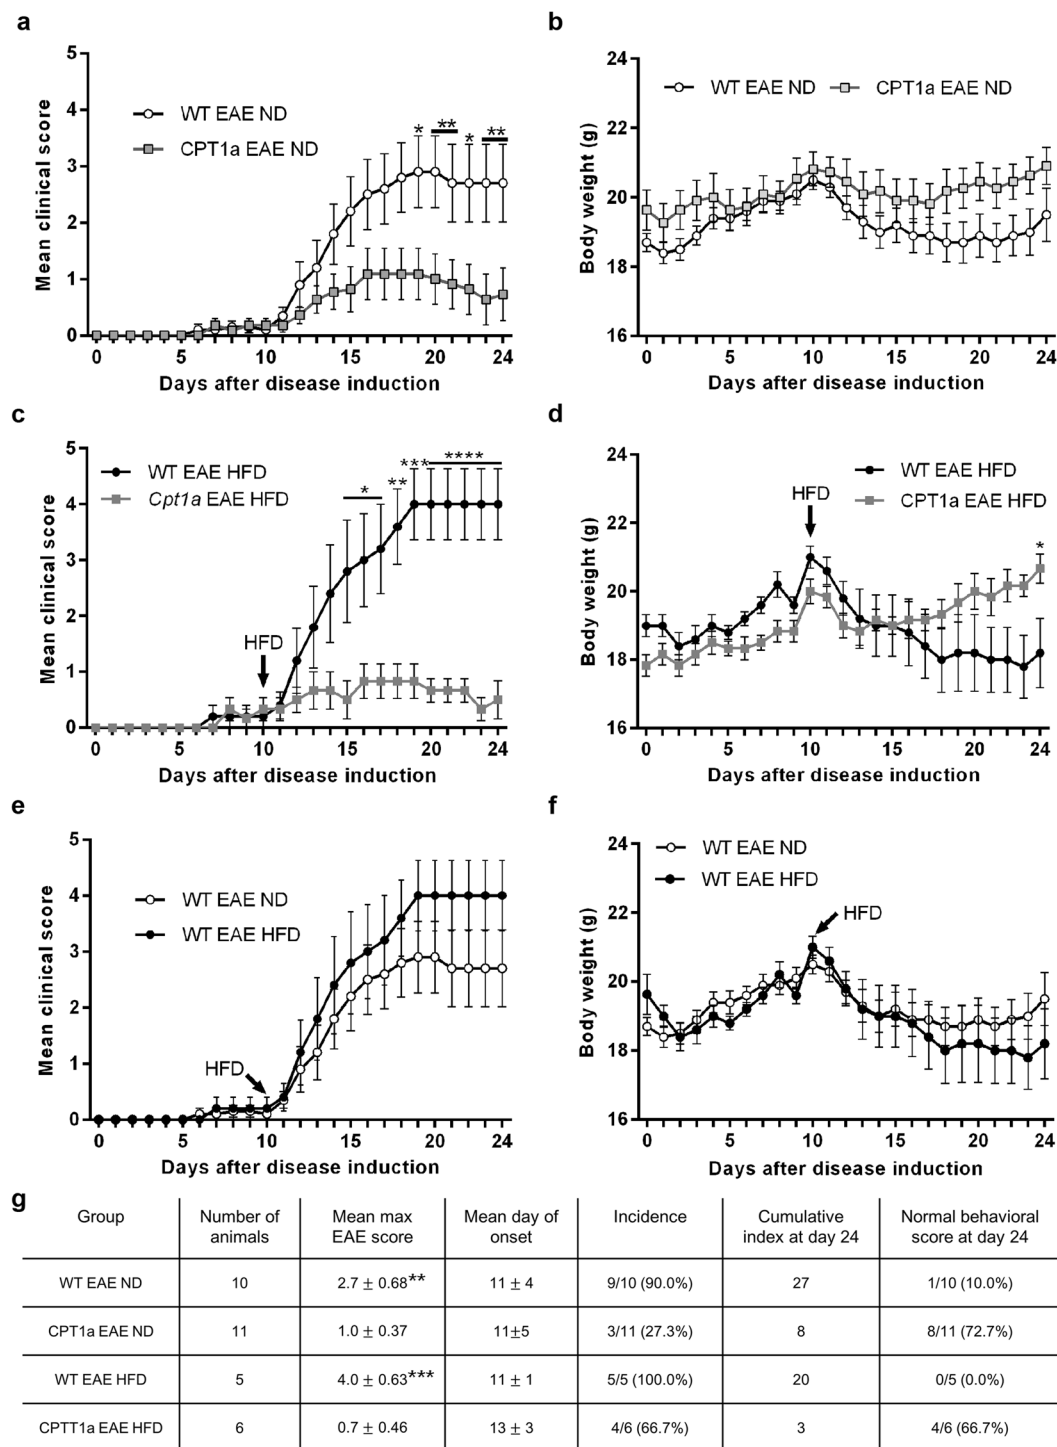 a
5
4
3
2
1
0
Mean clinical score
WT EAE ND
CPT1a EAE ND
* ** * **
0 5 10 15 20 24
Days after disease induction
b
24
22
20
18
16
Body weight (g)
WT EAE ND CPT1a EAE ND
0 5 10 15 20 24
Days after disease induction
c
5
4
3
2
1
0
Mean clinical score
WT EAE HFD
Cpt1a EAE HFD
* ** *** ****
HFD
0 5 10 15 20 24
Days after disease induction
d
24
22
20
18
16
Body weight (g)
WT EAE HFD
CPT1a EAE HFD
HFD
*
0 5 10 15 20 24
Days after disease induction
e
5
4
3
2
1
0
Mean clinical score
WT EAE ND
WT EAE HFD
HFD
0 5 10 15 20 24
Days after disease induction
f
24
22
20
18
16
Body weight (g)
WT EAE ND
WT EAE HFD
HFD
0 5 10 15 20 24
Days after disease induction
g
Group Number of animals Mean max EAE score Mean day of onset Incidence Cumulative index at day 24 Normal behavioral score at day 24
WT EAE ND 10 2.7 ± 0.68** 11 ± 4 9/10 (90.0%) 27 1/10 (10.0%)
CPT1a EAE ND 11 1.0 ± 0.37 11±5 3/11 (27.3%) 8 8/11 (72.7%)
WT EAE HFD 5 4.0 ± 0.63*** 11 ± 1 5/5 (100.0%) 20 0/5 (0.0%)
CPTT1a EAE HFD 6 0.7 ± 0.46 13 ± 3 4/6 (66.7%) 3 4/6 (66.7%)